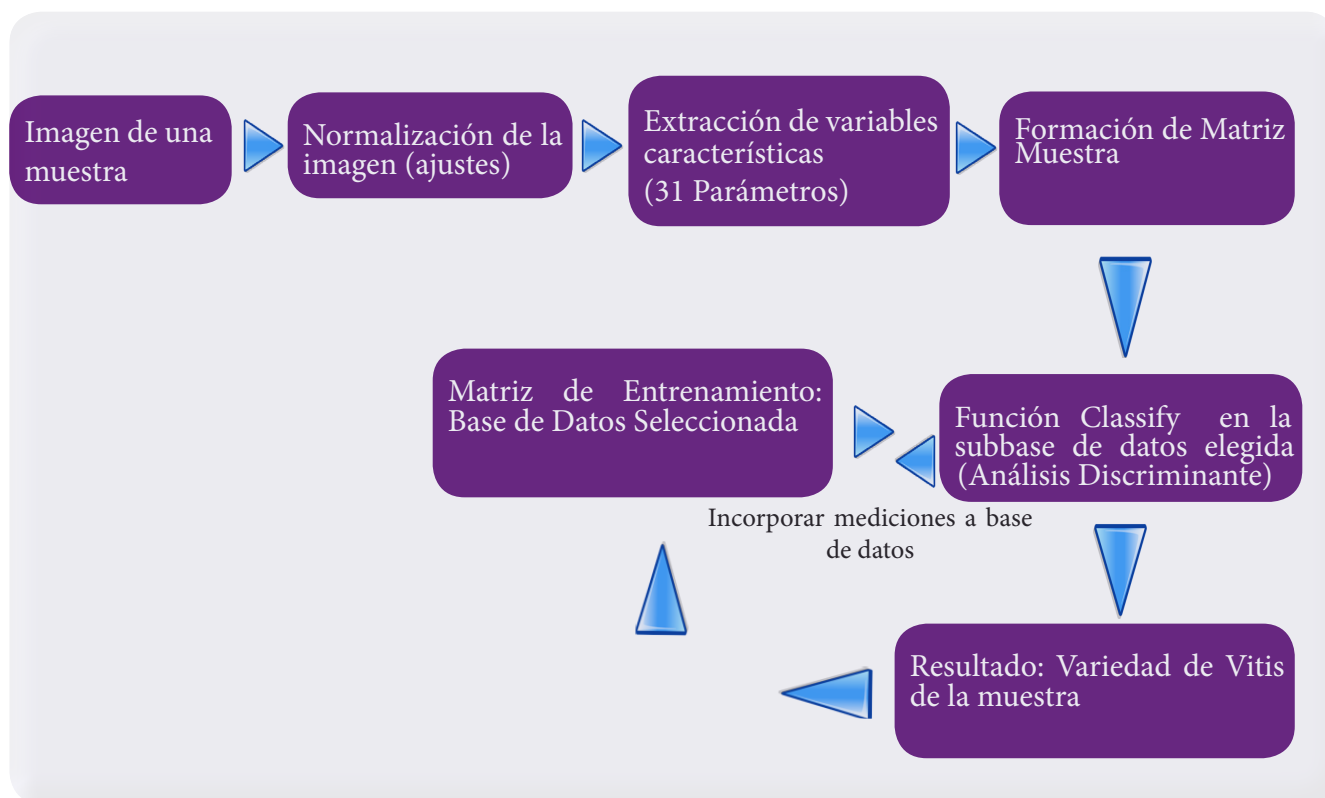 Imagen de una
muestra
Normalización de la
imagen (ajustes)
Extracción de variables
características
(31 Parámetros)
Formación de Matriz
Muestra
Matriz de Entrenamiento:
Base de Datos Seleccionada
Función Classify en la
subbase de datos elegida
(Análisis Discriminante)
Incorporar mediciones a base
de datos
Resultado: Variedad de Vitis
de la muestra